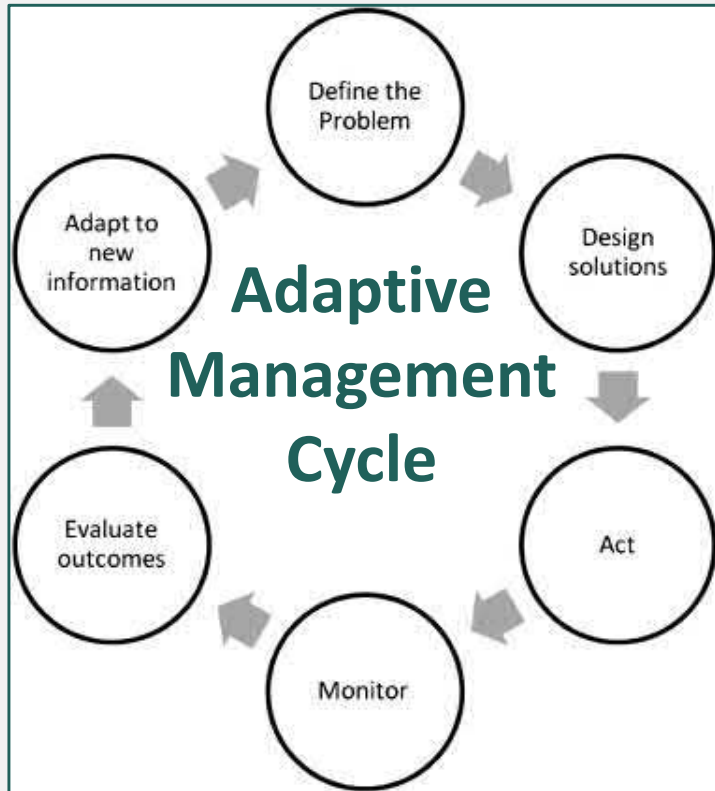 Define the
Problem
Design
solutions
Act
Monitor
Evaluate
outcomes
Adapt to
new
information
Adaptive
Management
Cycle